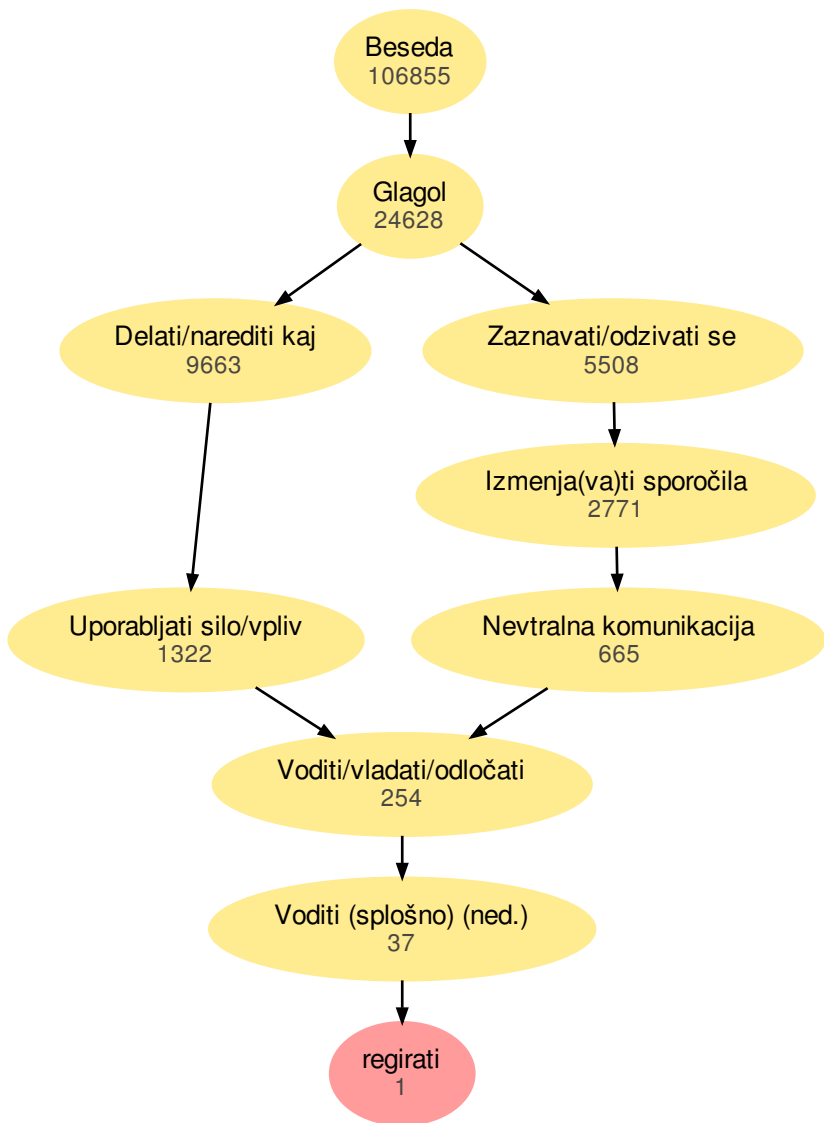 Beseda
106855
Glagol
24628
Delati/narediti kaj
9663
Zaznavati/odzivati se
5508
Izmenja(va)ti sporočila
2771
Uporabljati silo/vpliv
1322
Nevtralna komunikacija
665
Voditi/vladati/odločati
254
Voditi (splošno) (ned.)
37
regirati
1